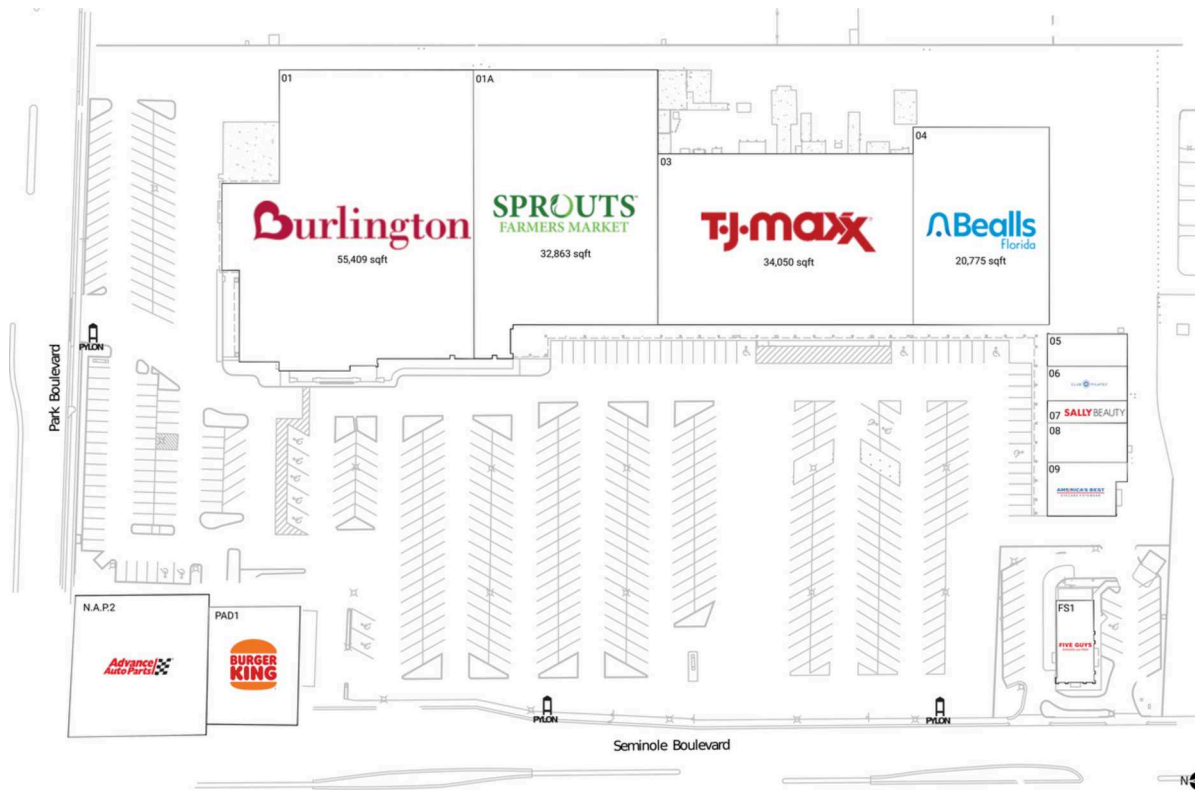 01
01A
04
03
Burlington
55,409 sqft
SPROUTS
FARMERS MARKET
32,863 sqft
T·J·maxx
34,050 sqft
Bealls
Florida
20,775 sqft
PYLON
Park Boulevard
05
06
CLUB PILATES
07 SALLY BEAUTY
08
09
AMERICA'S BEST
N.A.P.2
Advance
Auto Parts
PAD1
BURGER
KING
FS1
FIVE GUYS
PYLON
PYLON
Seminole Boulevard
N